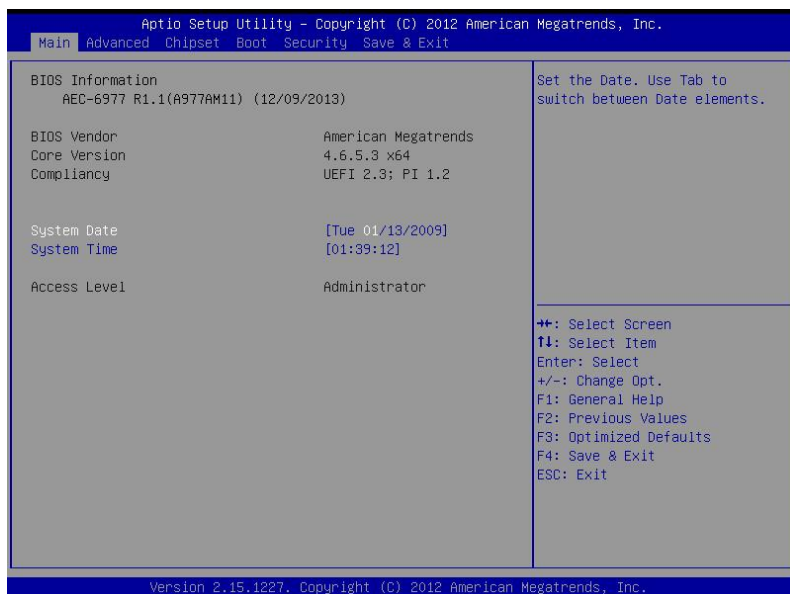 Aptio Setup Utility – Copyright (C) 2012 American Megatrends, Inc.
Main Advanced Chipset Boot Security Save & Exit
BIOS Information
AEC-6977 R1.1(A977AM11) (12/09/2013)
BIOS Vendor American Megatrends
Core Version 4.6.5.3 x64
Compliancy UEFI 2.3; PI 1.2
System Date [Tue 01/13/2009]
System Time [01:39:12]
Access Level Administrator
Set the Date. Use Tab to
switch between Date elements.
→←: Select Screen
↑↓: Select Item
Enter: Select
+/-: Change Opt.
F1: General Help
F2: Previous Values
F3: Optimized Defaults
F4: Save & Exit
ESC: Exit
Version 2.15.1227. Copyright (C) 2012 American Megatrends, Inc.